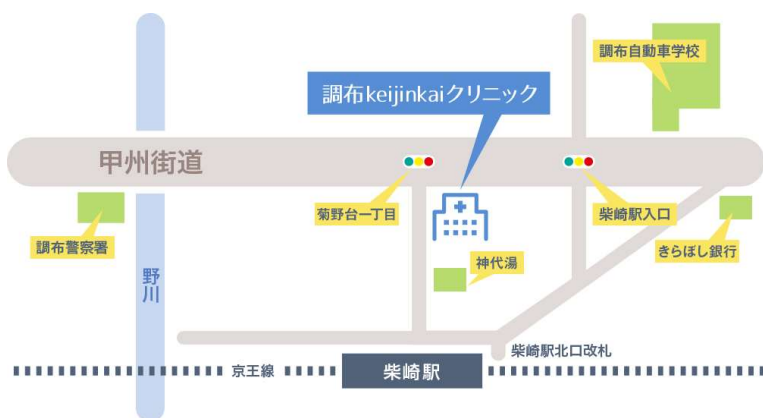 調布自動車学校
調布keijinkaiクリニック
甲州街道
菊野台一丁目
柴崎駅入口
調布警察署
神代湯
きらぼし銀行
野川
柴崎駅北口改札
京王線
柴崎駅